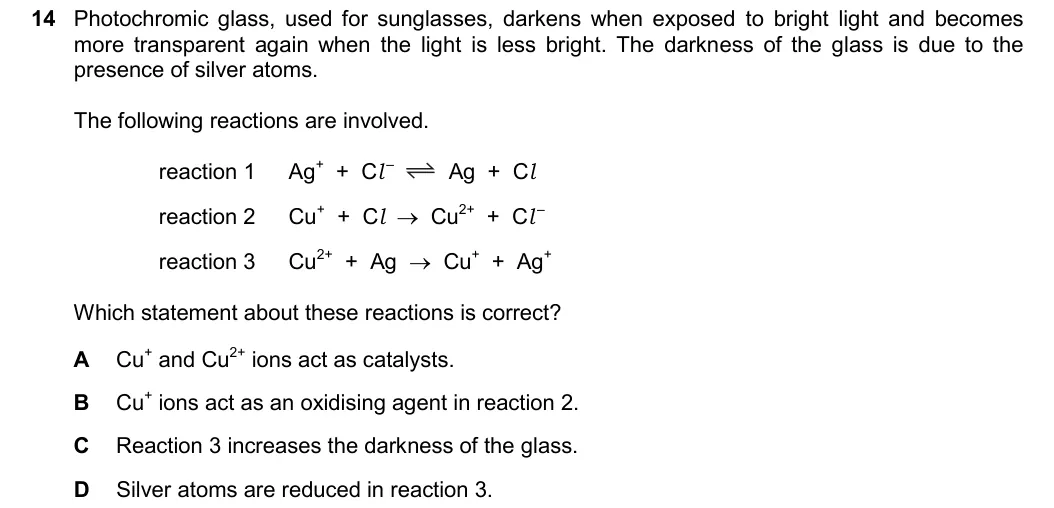 14 Photochromic glass, used for sunglasses, darkens when exposed to bright light and becomes
more transparent again when the light is less bright. The darkness of the glass is due to the
presence of silver atoms.
The following reactions are involved.
reaction 1 Ag⁺ + Cl⁻ ⇌ Ag + Cl
reaction 2 Cu⁺ + Cl → Cu²⁺ + Cl⁻
reaction 3 Cu²⁺ + Ag → Cu⁺ + Ag⁺
Which statement about these reactions is correct?
A Cu⁺ and Cu²⁺ ions act as catalysts.
B Cu⁺ ions act as an oxidising agent in reaction 2.
C Reaction 3 increases the darkness of the glass.
D Silver atoms are reduced in reaction 3.